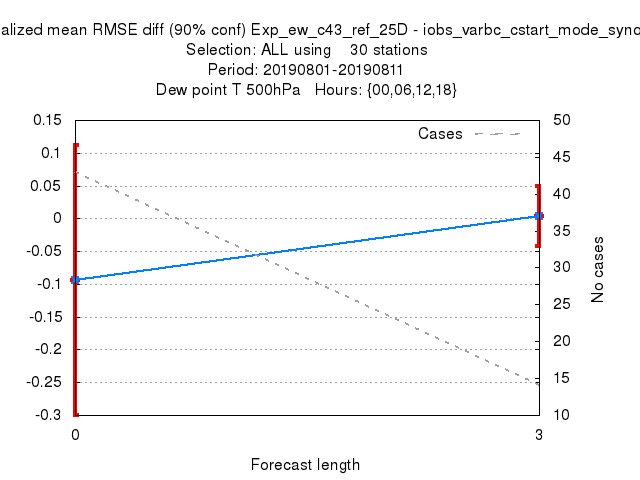 alized mean RMSE diff (90% conf) Exp_ew_c43_ref_25D - iobs_varbc_cstart_mode_syno
Selection: ALL using 30 stations
Period: 20190801-20190811
Dew point T 500hPa Hours: {00,06,12,18}
Cases
0.15
0.1
0.05
0
-0.05
-0.1
-0.15
-0.2
-0.25
-0.3
50
45
40
35
30
25
20
15
10
No cases
0 3
Forecast length